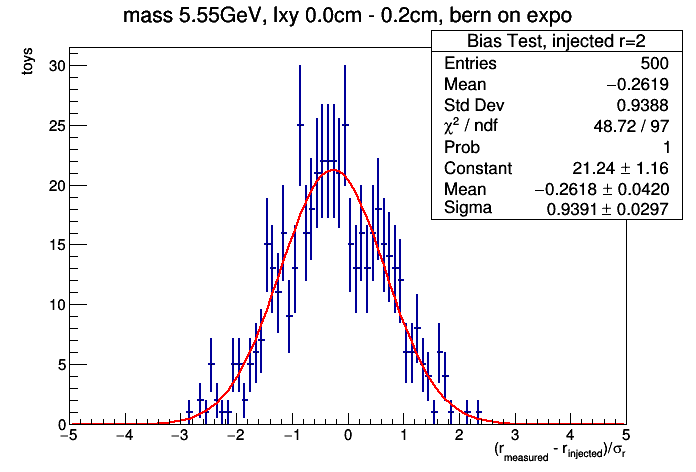 mass 5.55GeV, lxy 0.0cm - 0.2cm, bern on expo
Bias Test, injected r=2
Entries 500
Mean −0.2619
Std Dev 0.9388
χ² / ndf 48.72 / 97
Prob 1
Constant 21.24 ± 1.16
Mean −0.2618 ± 0.0420
Sigma 0.9391 ± 0.0297
toys
30
25
20
15
10
5
0
−5 −4 −3 −2 −1 0 1 2 3 4 5
(r_measured - r_injected)/σ_r